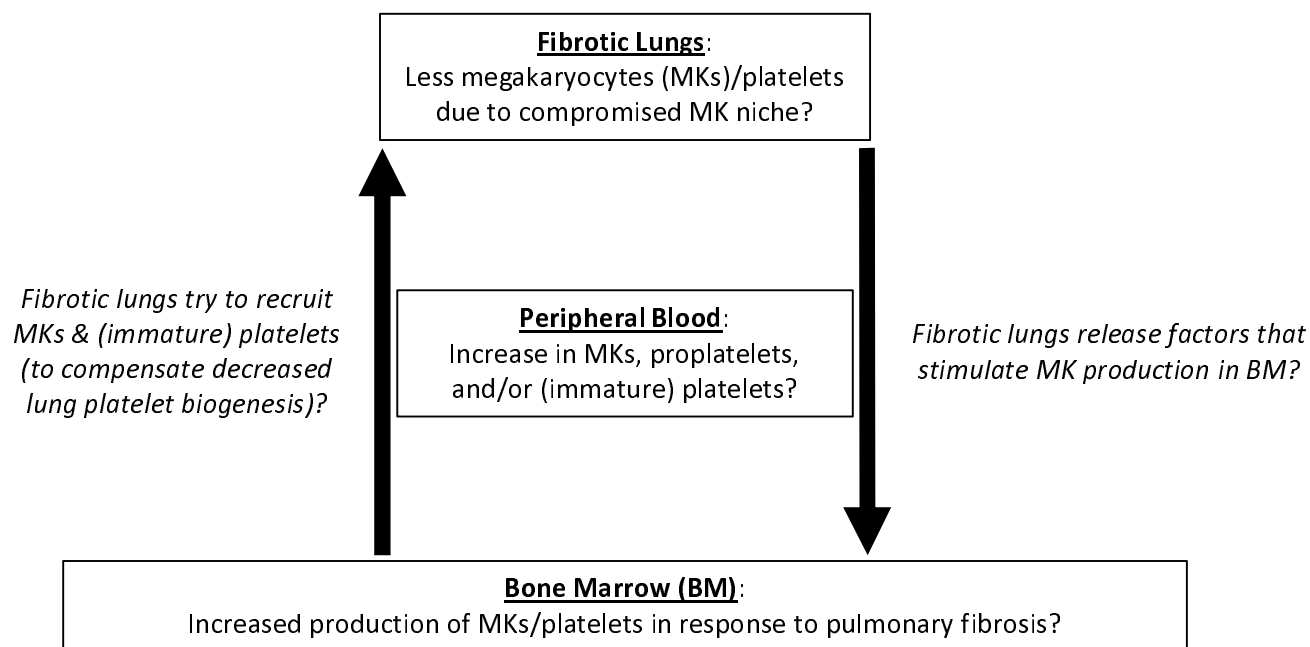 Fibrotic Lungs:
Less megakaryocytes (MKs)/platelets
due to compromised MK niche?
Fibrotic lungs try to recruit
MKs & (immature) platelets
(to compensate decreased
lung platelet biogenesis)?
Peripheral Blood:
Increase in MKs, proplatelets,
and/or (immature) platelets?
Fibrotic lungs release factors that
stimulate MK production in BM?
Bone Marrow (BM):
Increased production of MKs/platelets in response to pulmonary fibrosis?